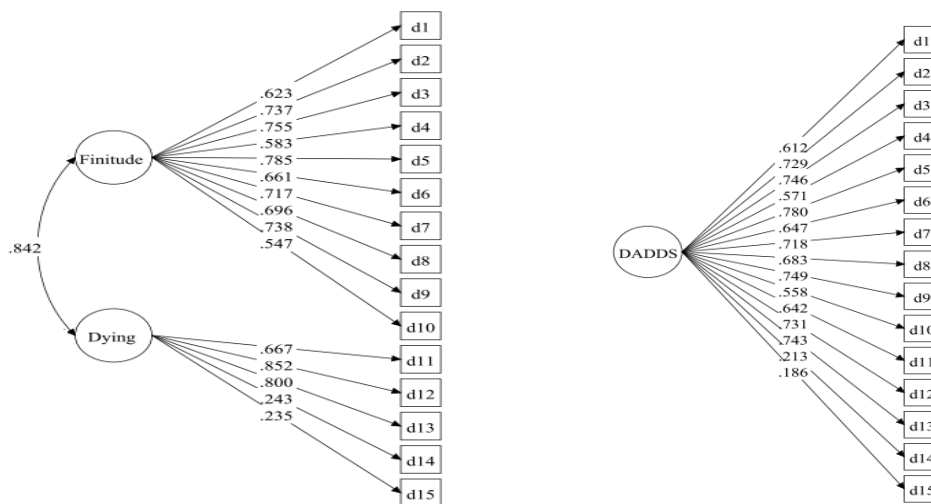 d1
d2
.623
d3
.737
.755
d4
.583
Finitude
.785
d5
.661
d6
.717
.696
d7
.738
.547
d8
.842
d9
d10
Dying
.667
d11
.852
.800
d12
.243
.235
d13
d14
d15
d1
d2
d3
.612
d4
.729
.746
d5
.571
.780
d6
.647
.718
d7
DADDS
.683
d8
.749
d9
.558
.642
d10
.731
.743
d11
.213
.186
d12
d13
d14
d15